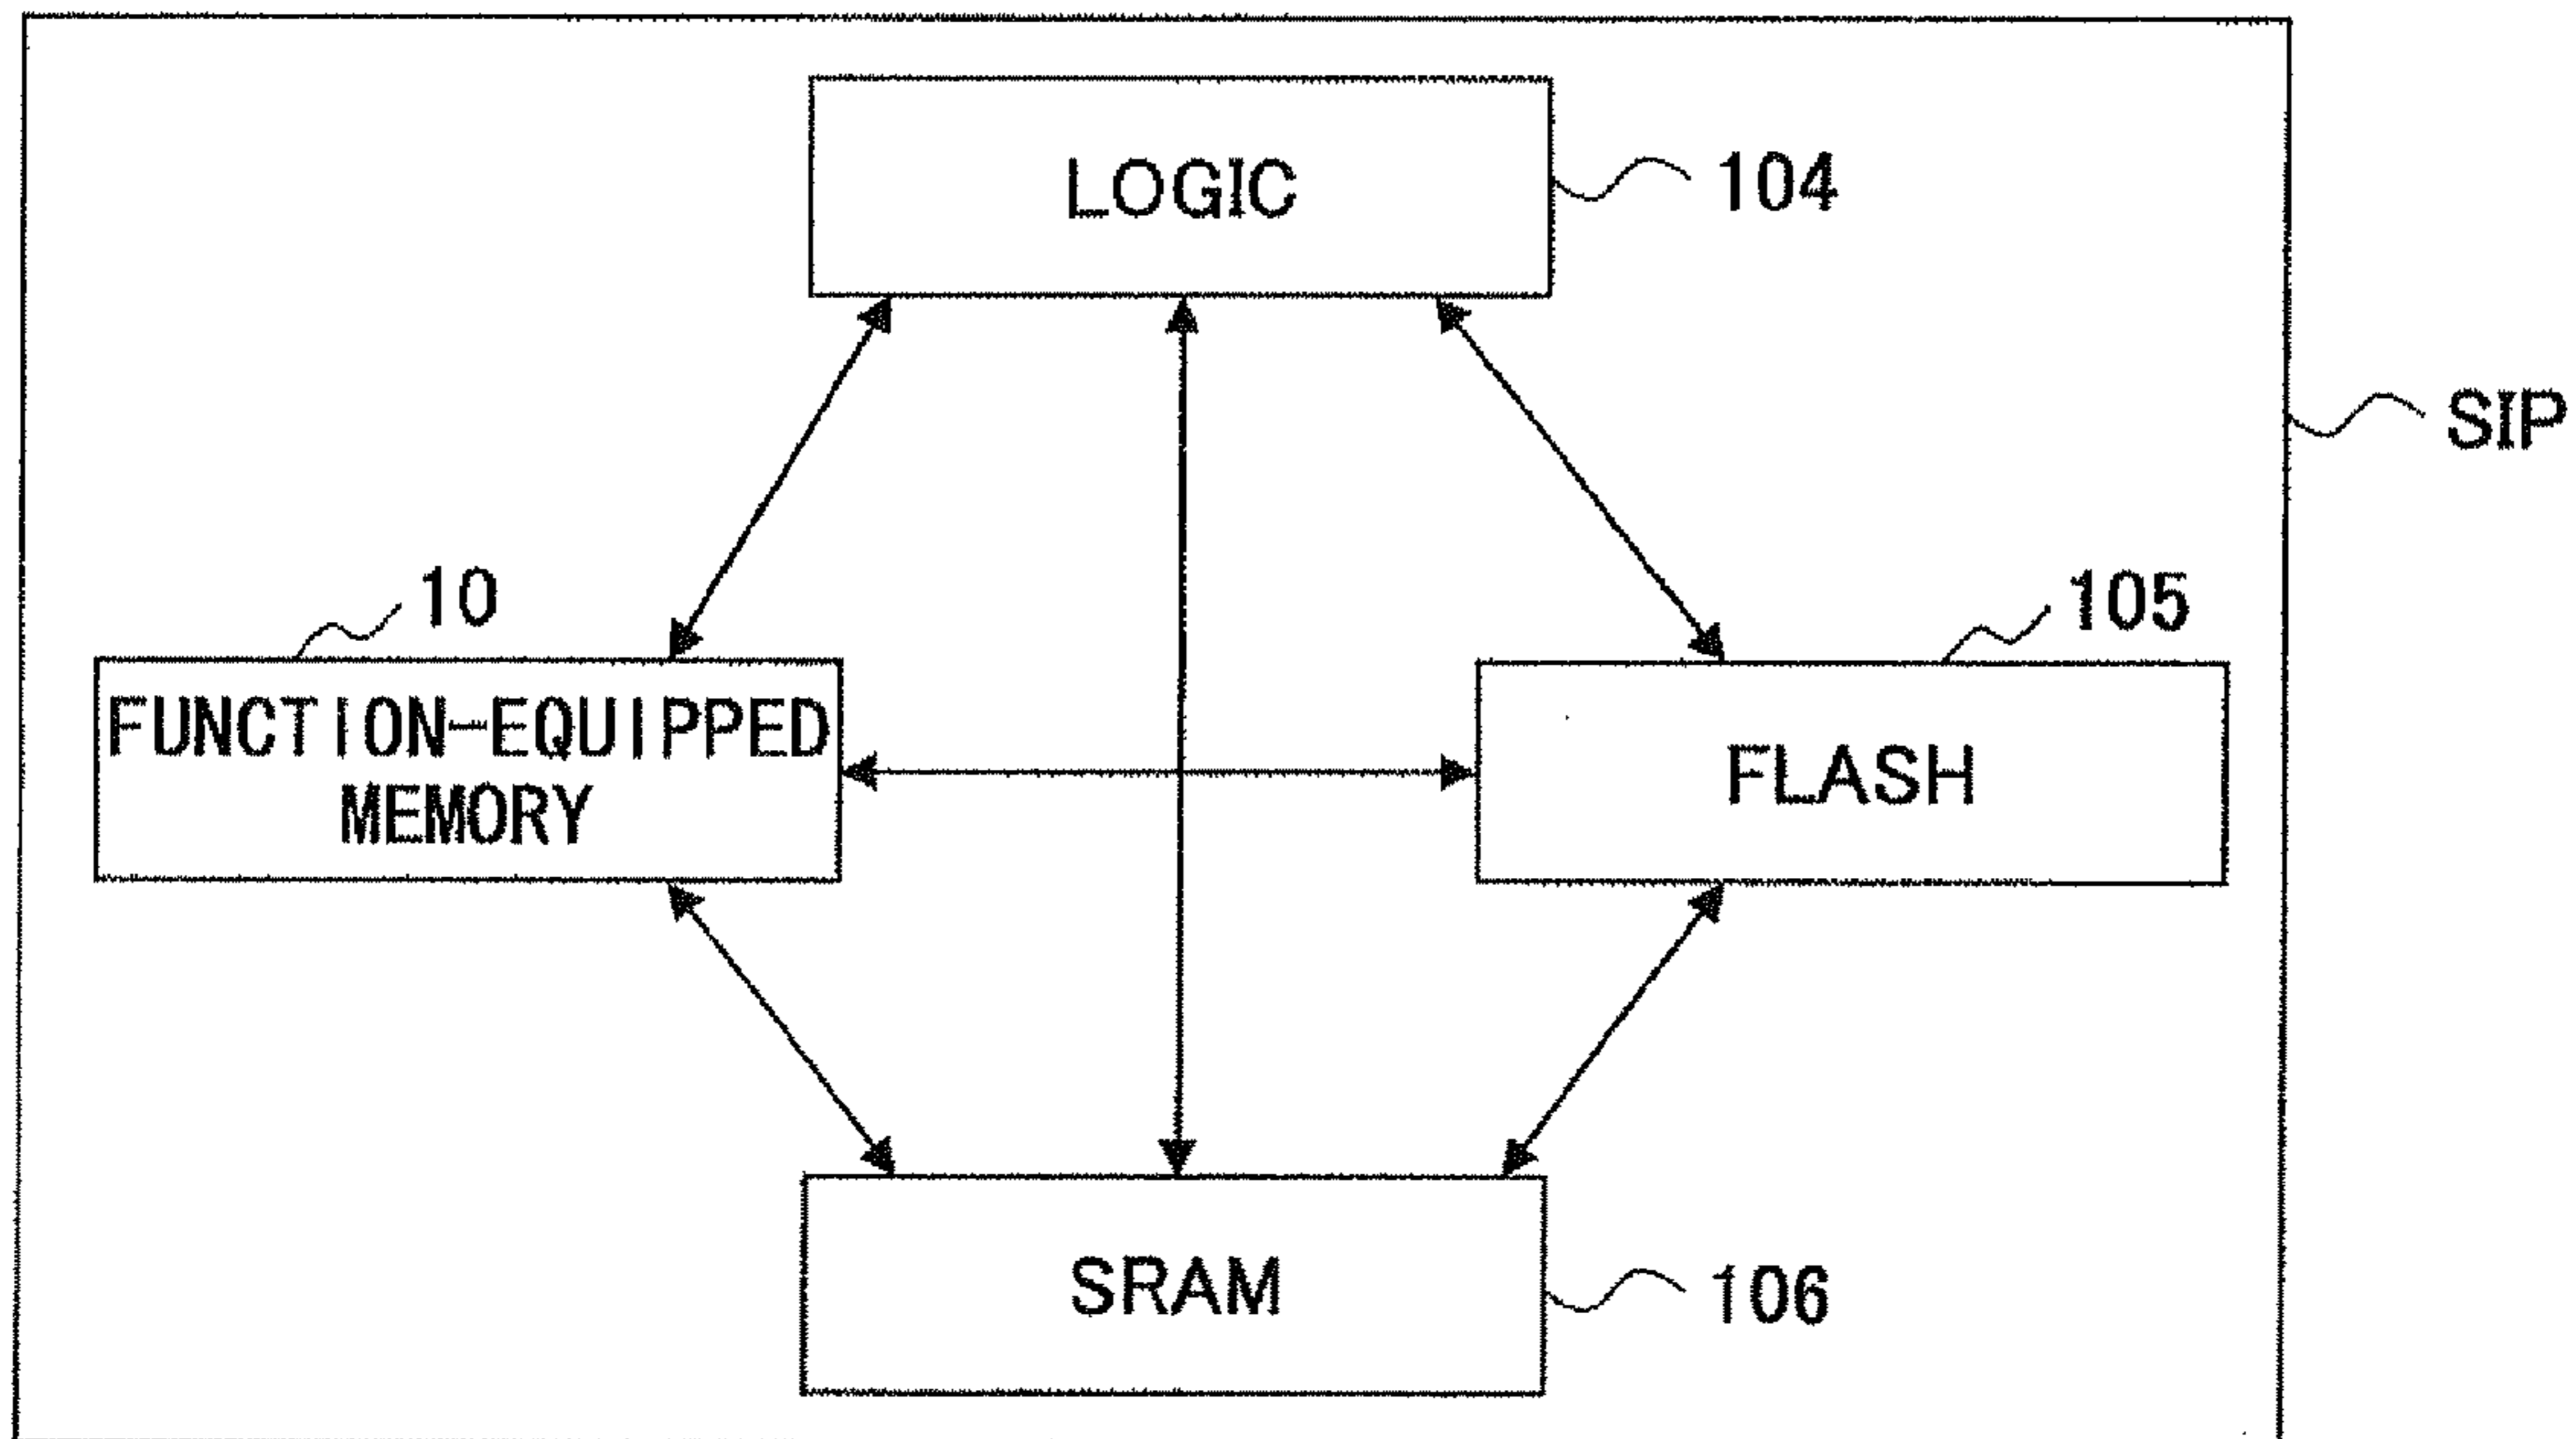 LOGIC
104
SIP
10
105
FUNCTION-EQUIPPED
MEMORY
FLASH
SRAM
106